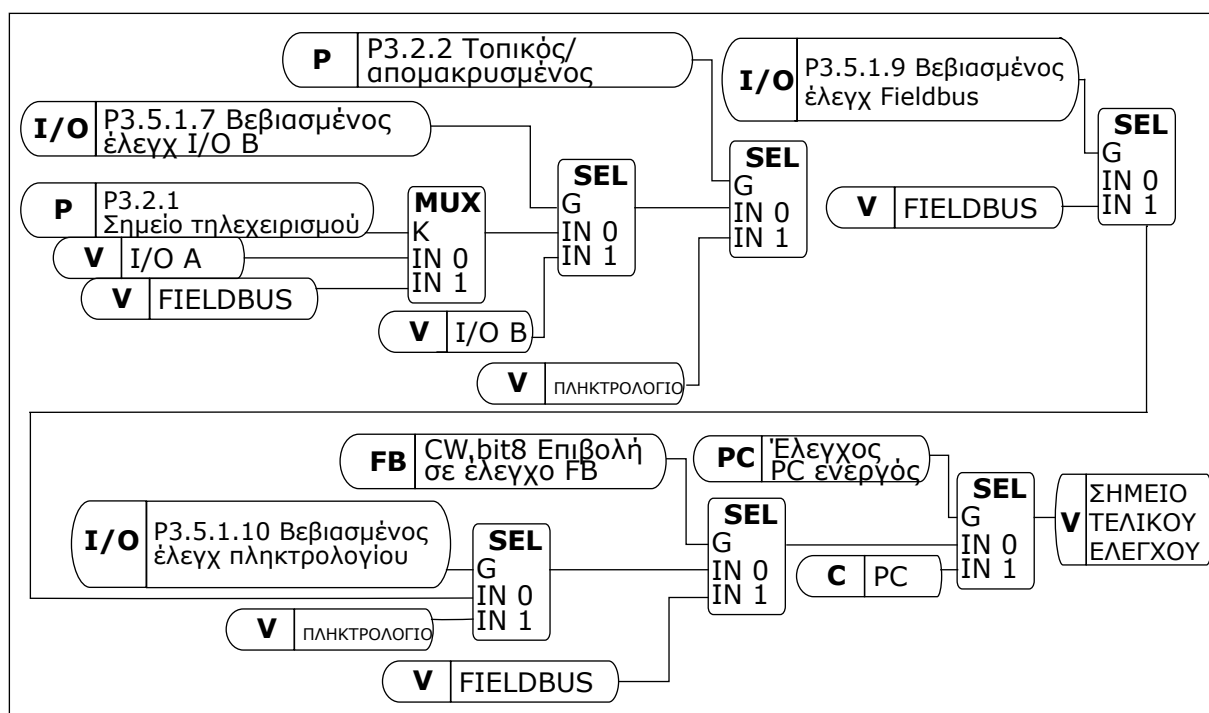 P P3.2.2 Τοπικός/
απομακρυσμένος
I/O P3.5.1.9 Βεβιασμένος
έλεγχ Fieldbus
I/O P3.5.1.7 Βεβιασμένος
έλεγχ I/O B
P P3.2.1
Σημείο τηλεχειρισμού
V I/O A
V FIELDBUS
MUX
K
IN 0
IN 1
V I/O B
SEL
G
IN 0
IN 1
V ΠΛΗΚΤΡΟΛΟΓΙΟ
SEL
G
IN 0
IN 1
V FIELDBUS
SEL
G
IN 0
IN 1
FB CW,bit8 Επιβολή
σε έλεγχο FB
PC Έλεγχος
PC ενεργός
I/O P3.5.1.10 Βεβιασμένος
έλεγχ πληκτρολογίου
V ΠΛΗΚΤΡΟΛΟΓΙΟ
SEL
G
IN 0
IN 1
V FIELDBUS
SEL
G
IN 0
IN 1
C PC
SEL
G
IN 0
IN 1
V ΣΗΜΕΙΟ
ΤΕΛΙΚΟΥ
ΕΛΕΓΧΟΥ